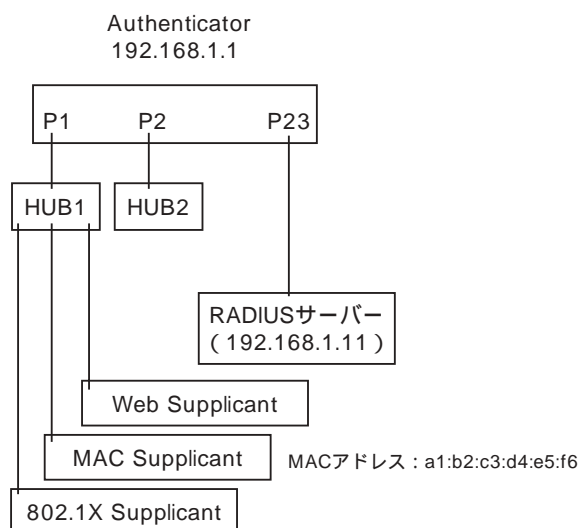 Authenticator
192.168.1.1
P1 P2 P23
HUB1 HUB2
RADIUSサーバー
（192.168.1.11）
Web Supplicant
MAC Supplicant MACアドレス：a1:b2:c3:d4:e5:f6
802.1X Supplicant